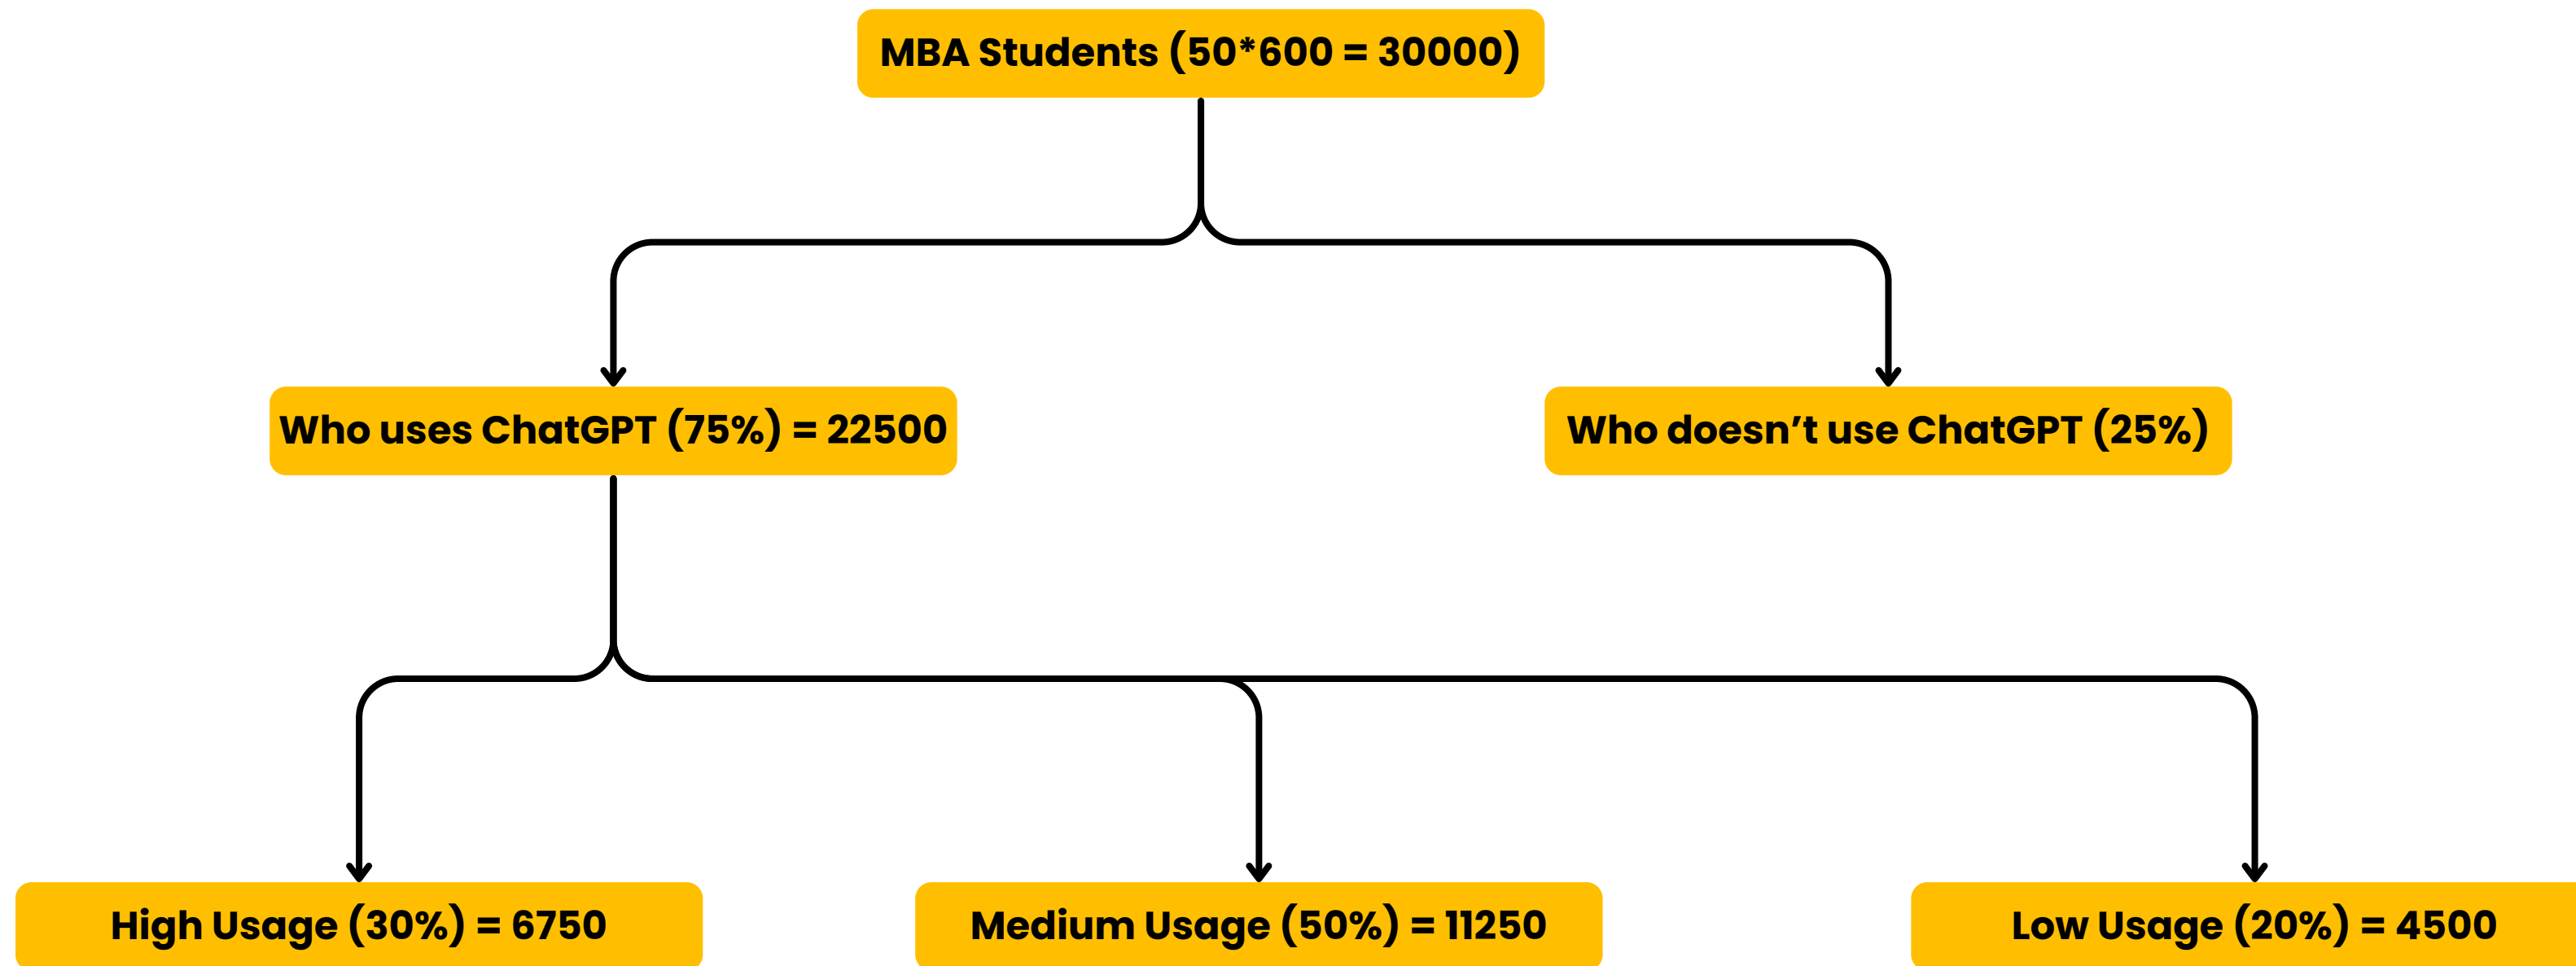 MBA Students (50*600 = 30000)
Who uses ChatGPT (75%) = 22500
Who doesn’t use ChatGPT (25%)
High Usage (30%) = 6750
Medium Usage (50%) = 11250
Low Usage (20%) = 4500